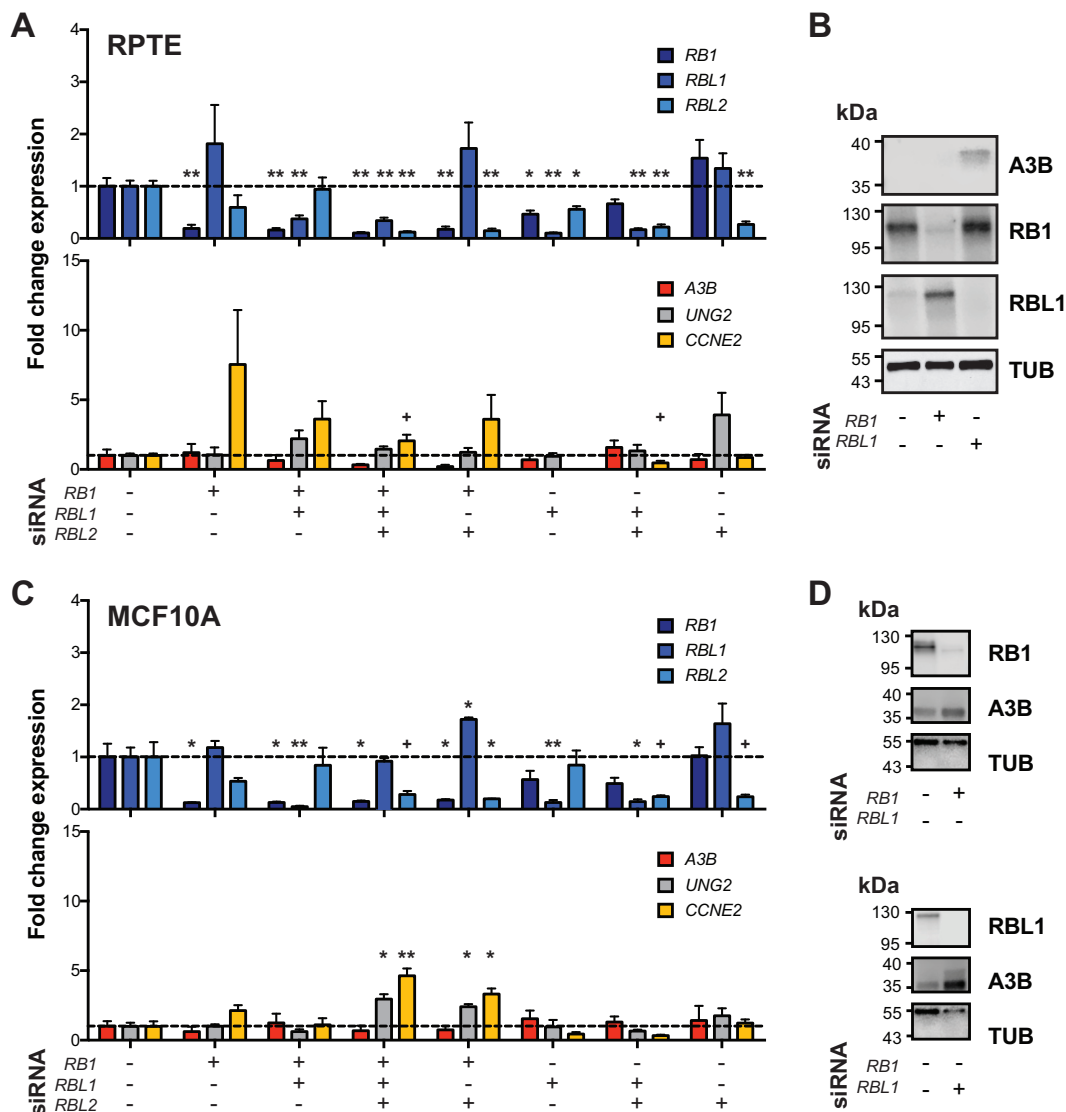 A
RPTE
Fold change expression
4
3
2
1
0
RB1
RBL1
RBL2
** ** ** ** ** ** ** ** * ** * ** ** **
15
10
5
0
A3B
UNG2
CCNE2
+ +
siRNA
RB1 - + + + + - - -
RBL1 - - + + - + + -
RBL2 - - - + + - + +
B
kDa
40
35
A3B
130
95
RB1
130
95
RBL1
55
43
TUB
siRNA
RB1 - + -
RBL1 - - +
C
MCF10A
Fold change expression
4
3
2
1
0
RB1
RBL1
RBL2
* * ** * + * * * ** * + +
15
10
5
0
A3B
UNG2
CCNE2
* ** * *
siRNA
RB1 - + + + + - - -
RBL1 - - + + - + + -
RBL2 - - - + + - + +
D
kDa
130
95
RB1
40
35
A3B
55
43
TUB
siRNA
RB1 - +
RBL1 - -
kDa
130
95
RBL1
40
35
A3B
55
43
TUB
siRNA
RB1 - -
RBL1 - +